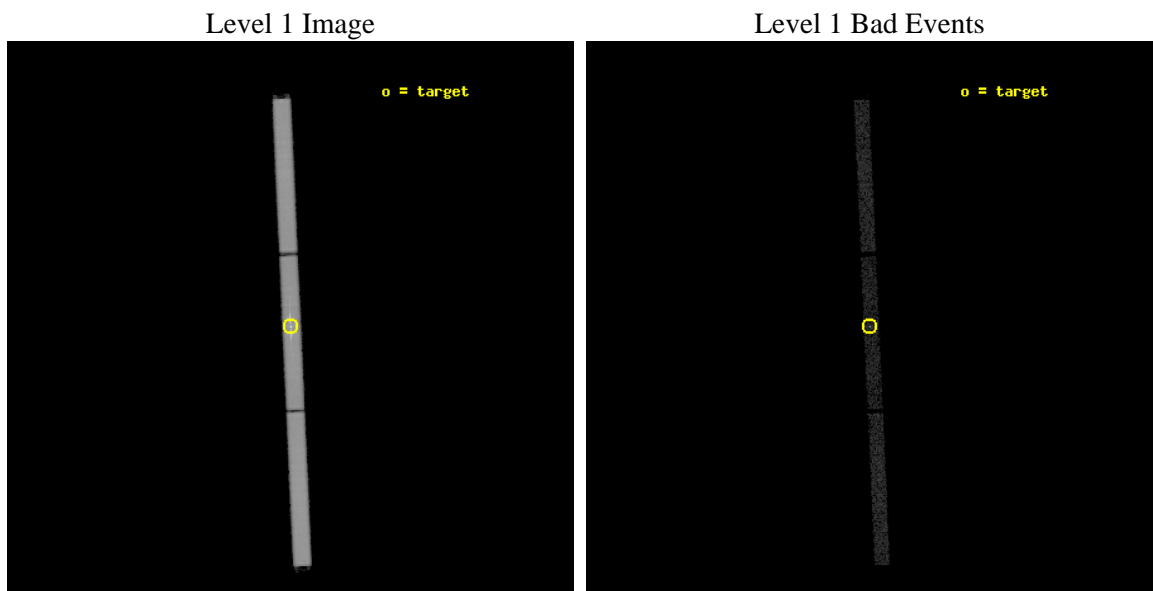 Level 1 Image
Level 1 Bad Events
o = target
o = target